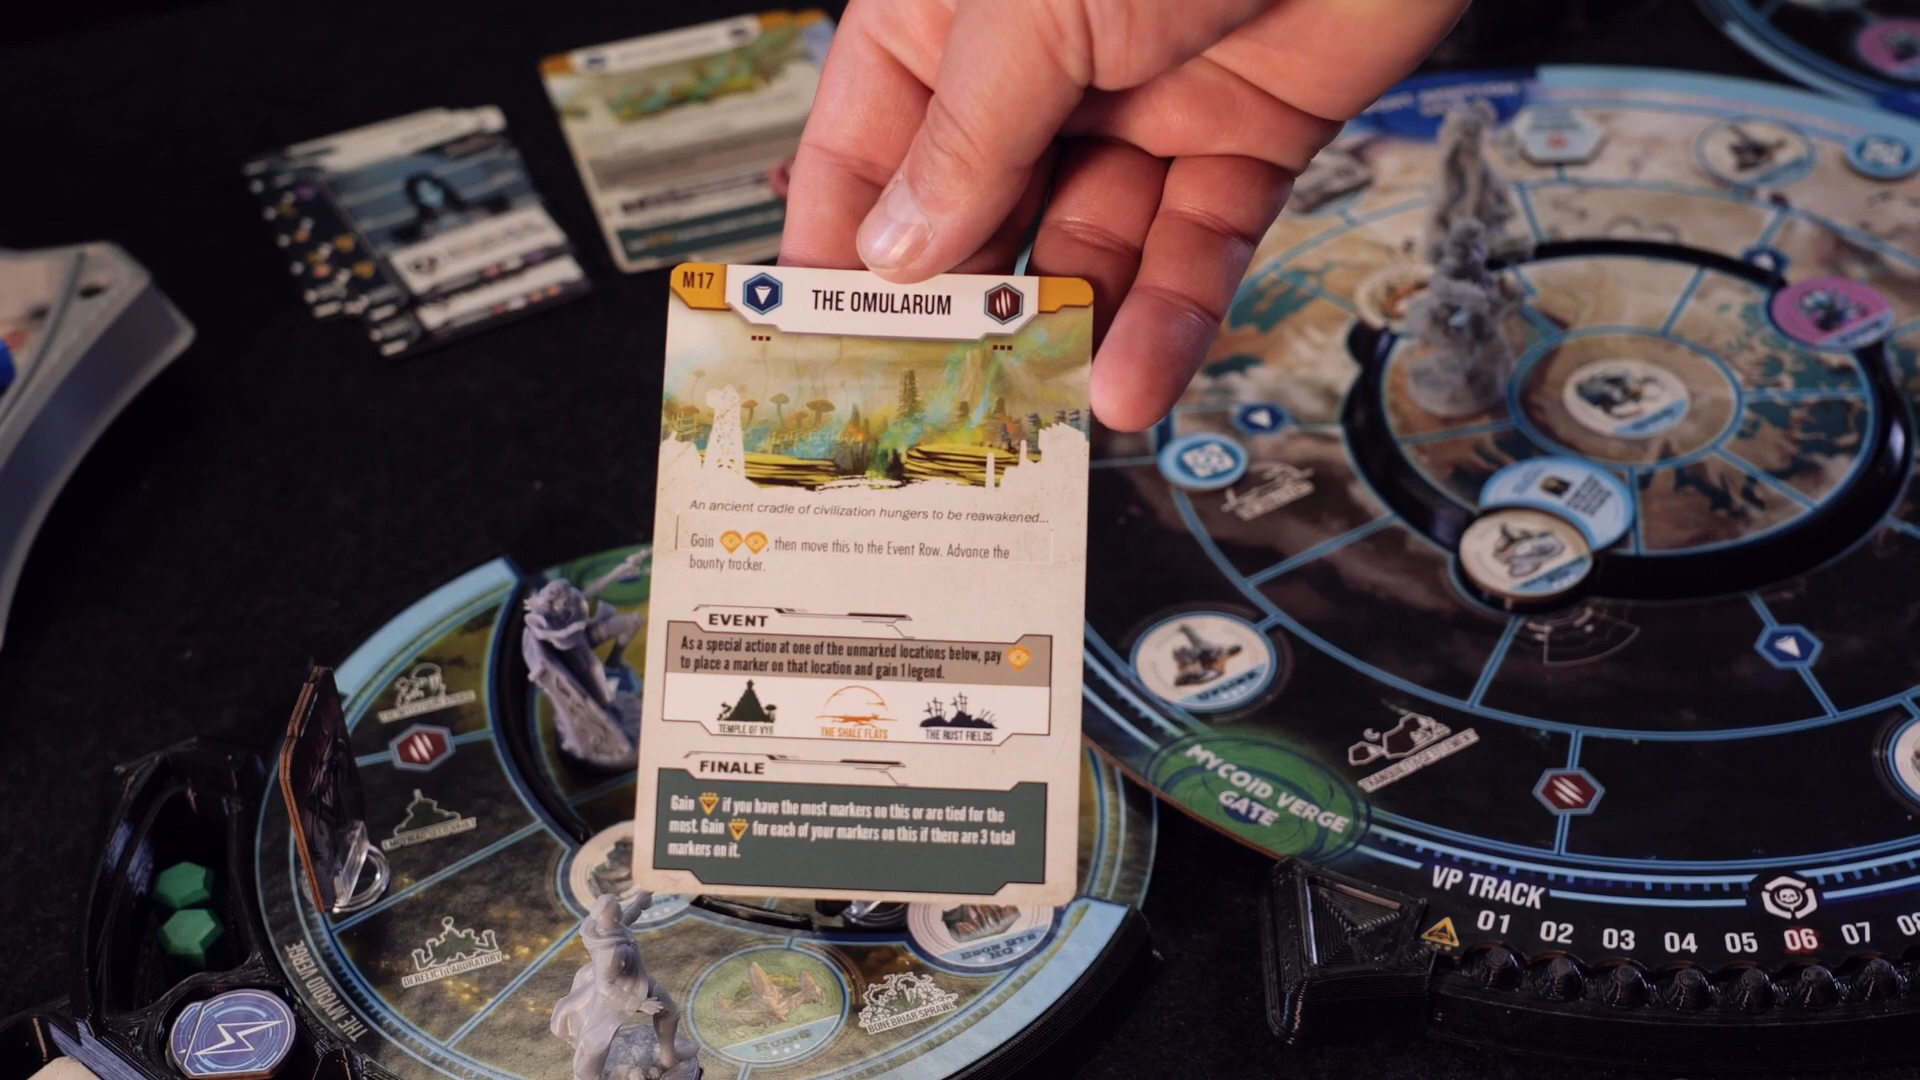 M17
THE OMULARUM
An ancient cradle of civilization hungers to be reawakened...
Gain , then move this to the Event Row. Advance the
bounty tracker.
EVENT
As a special action at one of the unmarked locations below, pay
to place a marker on that location and gain 1 legend.
TEMPLE OF VYR
THE SHALE FLATS
THE RUST FIELDS
FINALE
Gain if you have the most markers on this or are tied for the
most. Gain for each of your markers on this if there are 3 total
markers on it.
MYCOID VERGE
GATE
VP TRACK
01 02 03 04 05 06 07
THE MYCOID VERGE
DERELICT LABORATORY
BONEBRIAR SPRAWL
RUINS